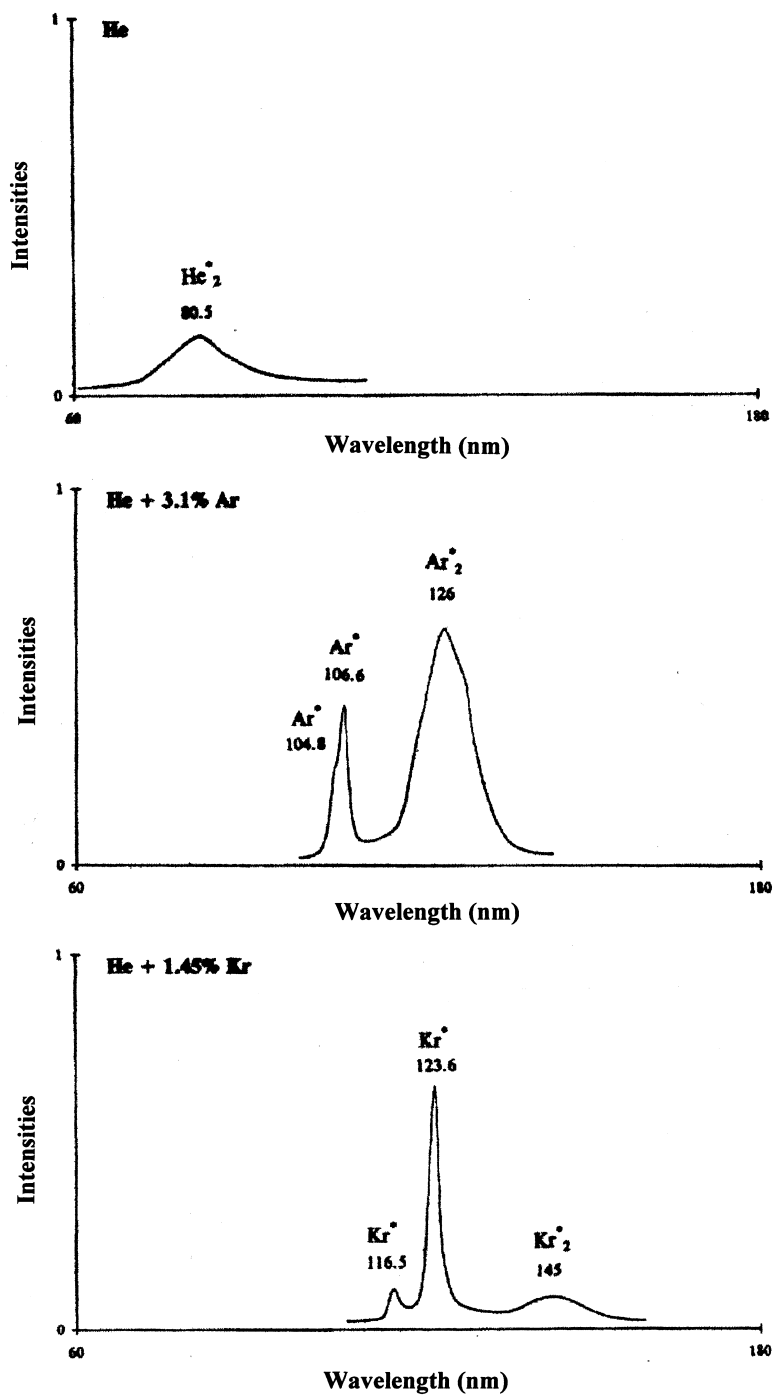 1
He
Intensities
He*2
80.5
0
60
180
Wavelength (nm)
1
He + 3.1% Ar
Ar*2
126
Ar*
106.6
Ar*
104.8
Intensities
0
60
180
Wavelength (nm)
1
He + 1.45% Kr
Kr*
123.6
Intensities
Kr*
116.5
Kr*2
145
0
60
180
Wavelength (nm)